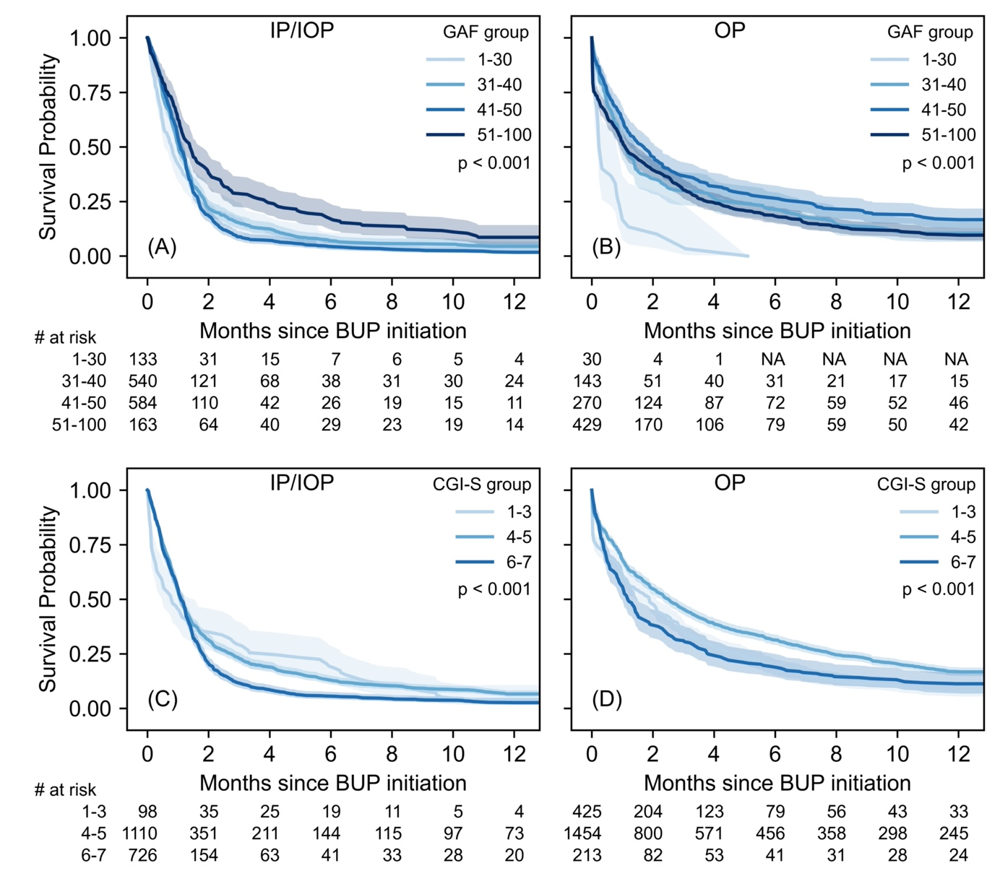 IP/IOP
GAF group
1-30
31-40
41-50
51-100
p < 0.001
(A)
Survival Probability
1.00
0.75
0.50
0.25
0.00
0 2 4 6 8 10 12
Months since BUP initiation
OP
GAF group
1-30
31-40
41-50
51-100
p < 0.001
(B)
0 2 4 6 8 10 12
Months since BUP initiation
# at risk
1-30 133 31 15 7 6 5 4 30 4 1 NA NA NA NA
31-40 540 121 68 38 31 30 24 143 51 40 31 21 17 15
41-50 584 110 42 26 19 15 11 270 124 87 72 59 52 46
51-100 163 64 40 29 23 19 14 429 170 106 79 59 50 42
IP/IOP
CGI-S group
1-3
4-5
6-7
p < 0.001
(C)
Survival Probability
1.00
0.75
0.50
0.25
0.00
0 2 4 6 8 10 12
Months since BUP initiation
OP
CGI-S group
1-3
4-5
6-7
p < 0.001
(D)
0 2 4 6 8 10 12
Months since BUP initiation
# at risk
1-3 98 35 25 19 11 5 4 425 204 123 79 56 43 33
4-5 1110 351 211 144 115 97 73 1454 800 571 456 358 298 245
6-7 726 154 63 41 33 28 20 213 82 53 41 31 28 24